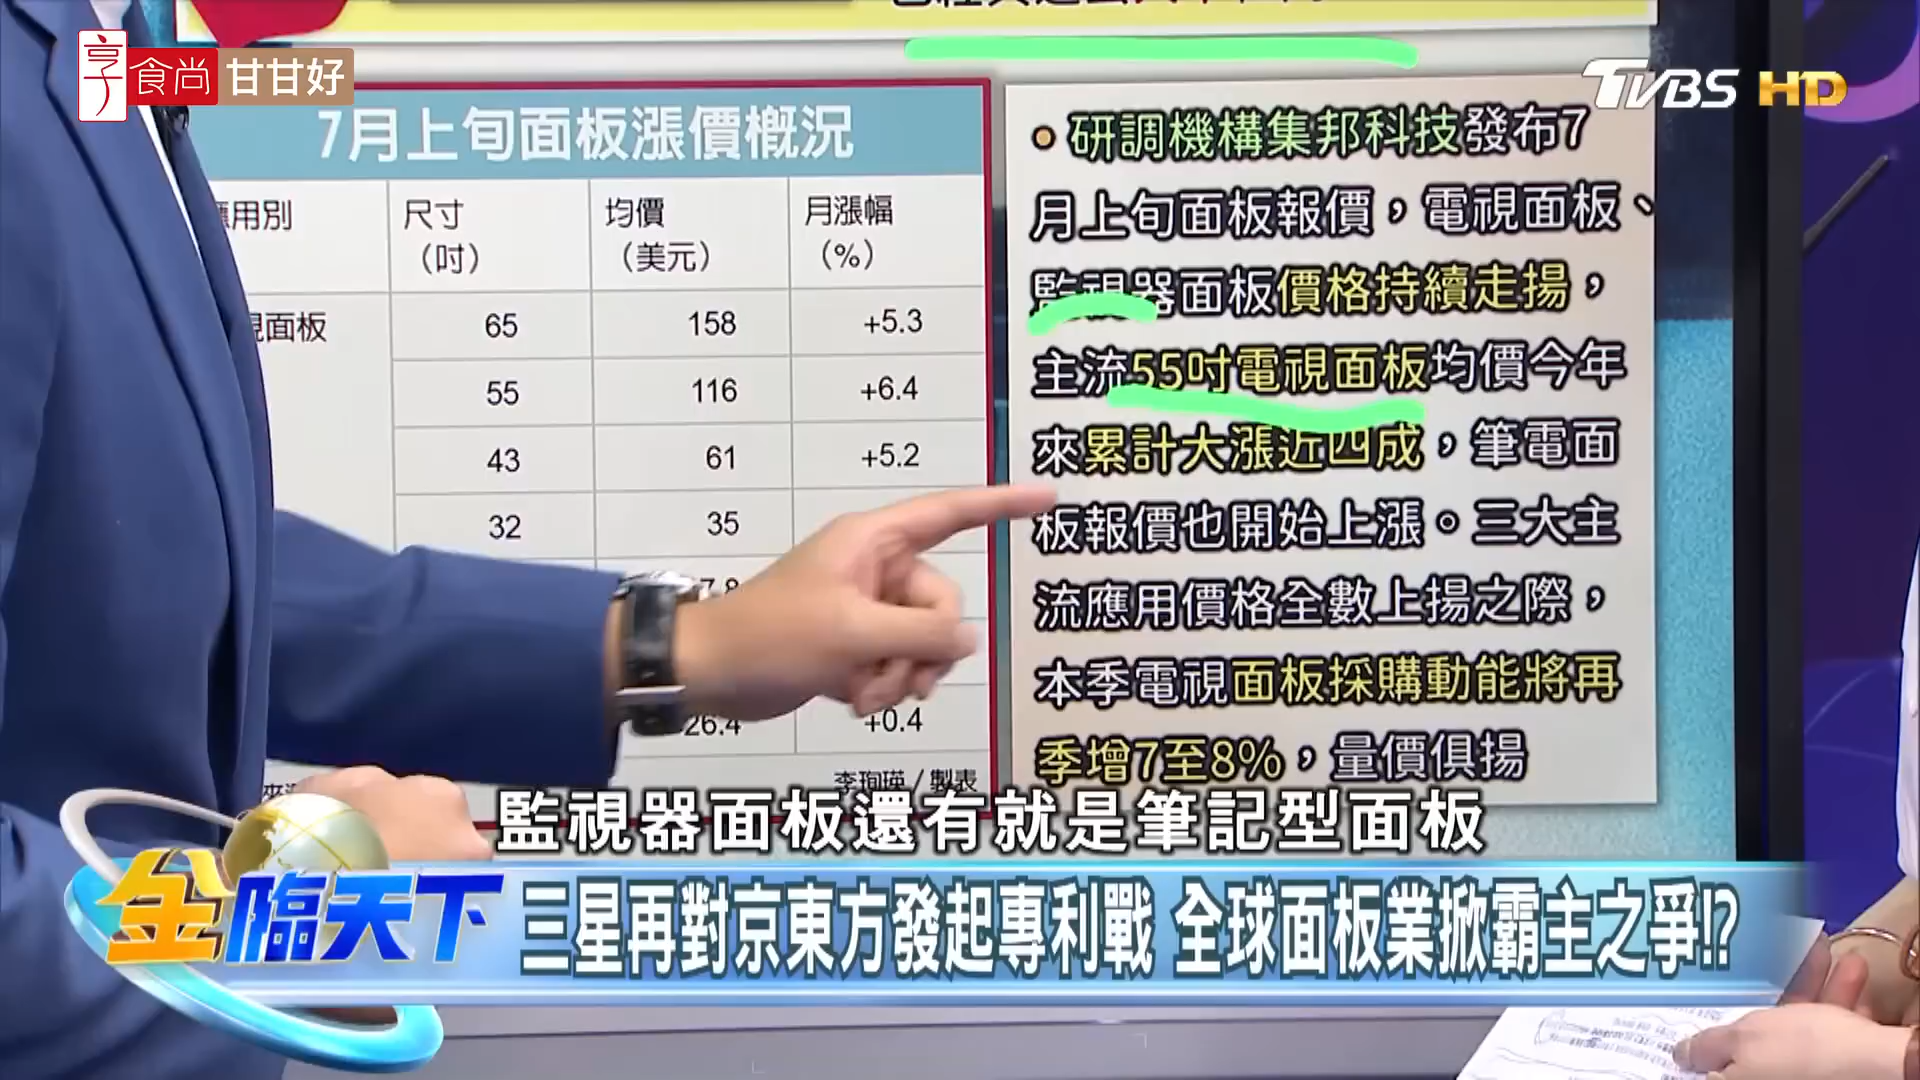 享 食尚 甘甘好
TVBS HD
7月上旬面板漲價概況
應用別 尺寸（吋） 均價（美元） 月漲幅（%）
視面板 65 158 +5.3
55 116 +6.4
43 61 +5.2
32 35
7.8
26.4 +0.4
李珣瑛／製表
研調機構集邦科技發布7
月上旬面板報價，電視面板、
監視器面板價格持續走揚，
主流55吋電視面板均價今年
來累計大漲近四成，筆電面
板報價也開始上漲。三大主
流應用價格全數上揚之際，
本季電視面板採購動能將再
季增7至8%，量價俱揚
監視器面板還有就是筆記型面板
金臨天下
三星再對京東方發起專利戰 全球面板業掀霸主之爭!?